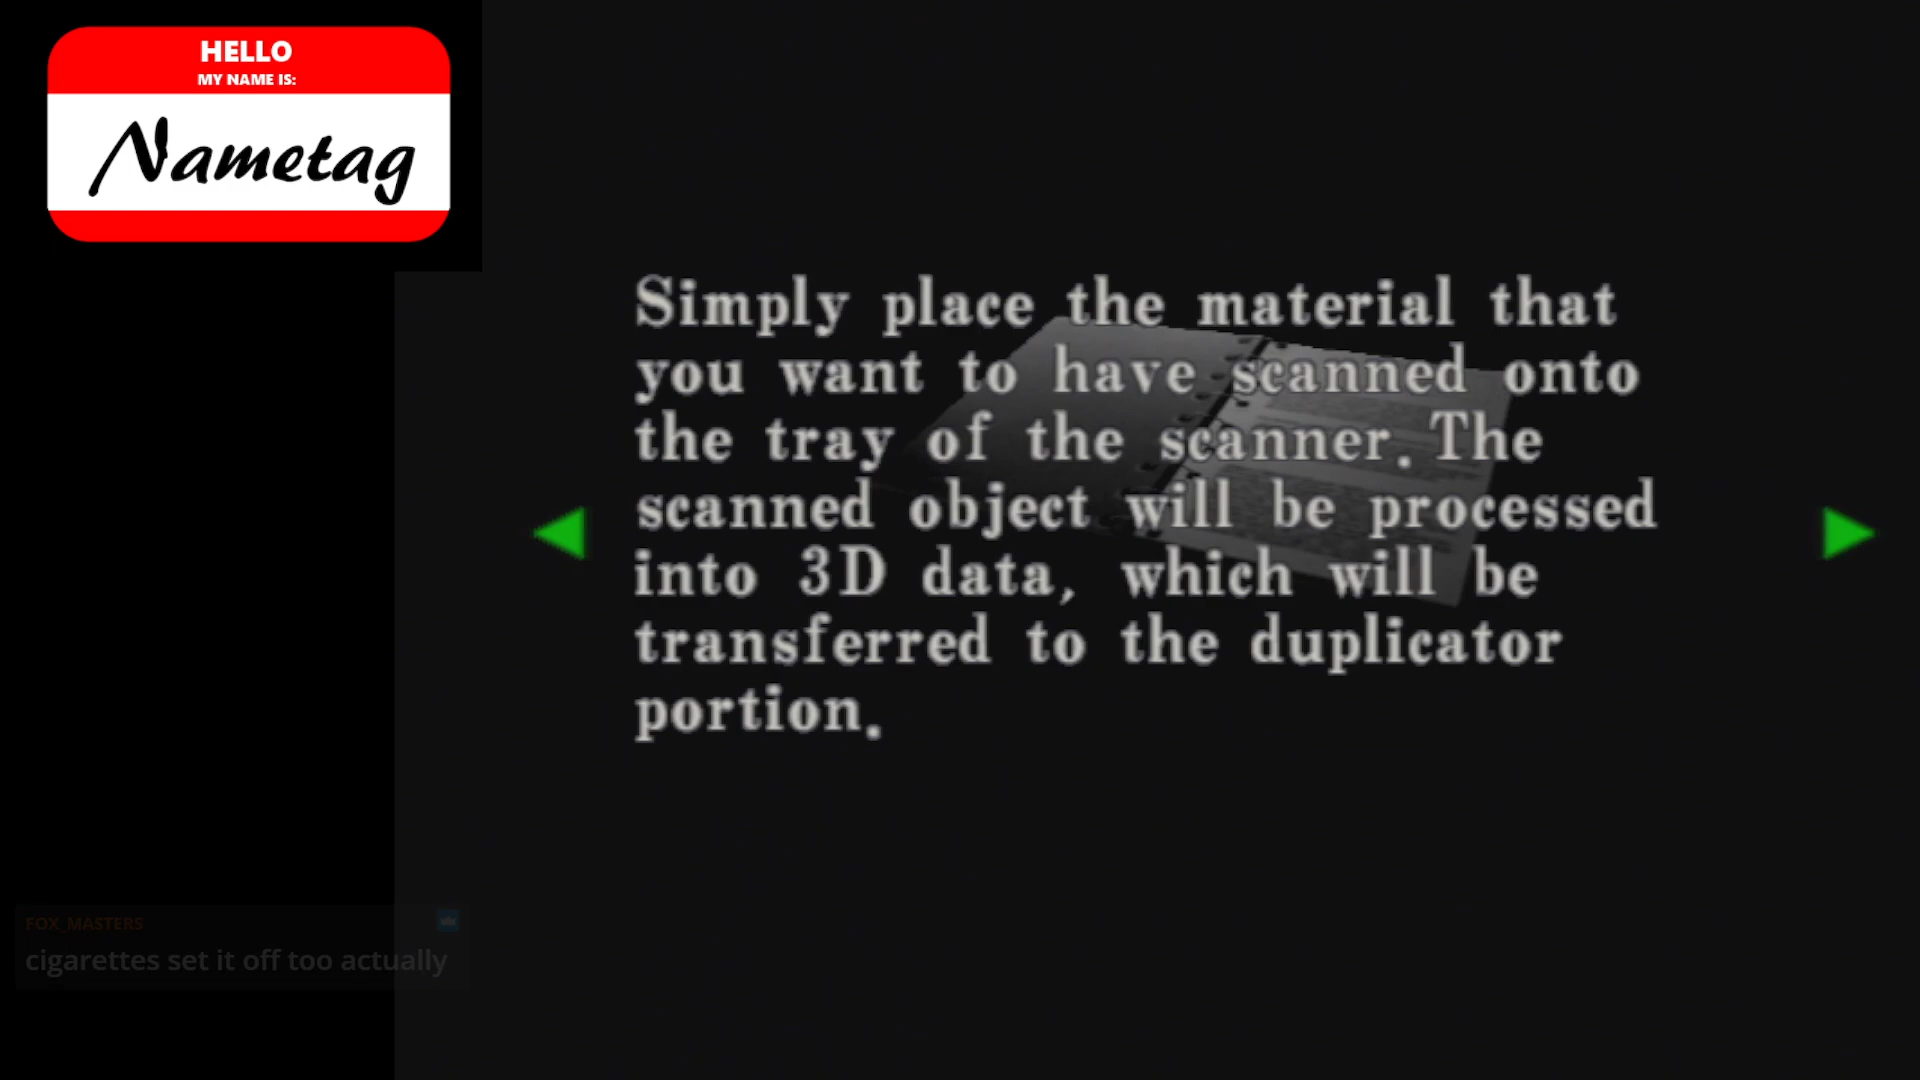 HELLO
MY NAME IS:
Nametag
Simply place the material that
you want to have scanned onto
the tray of the scanner. The
scanned object will be processed
into 3D data, which will be
transferred to the duplicator
portion.
FOX_MASTERS
cigarettes set it off too actually